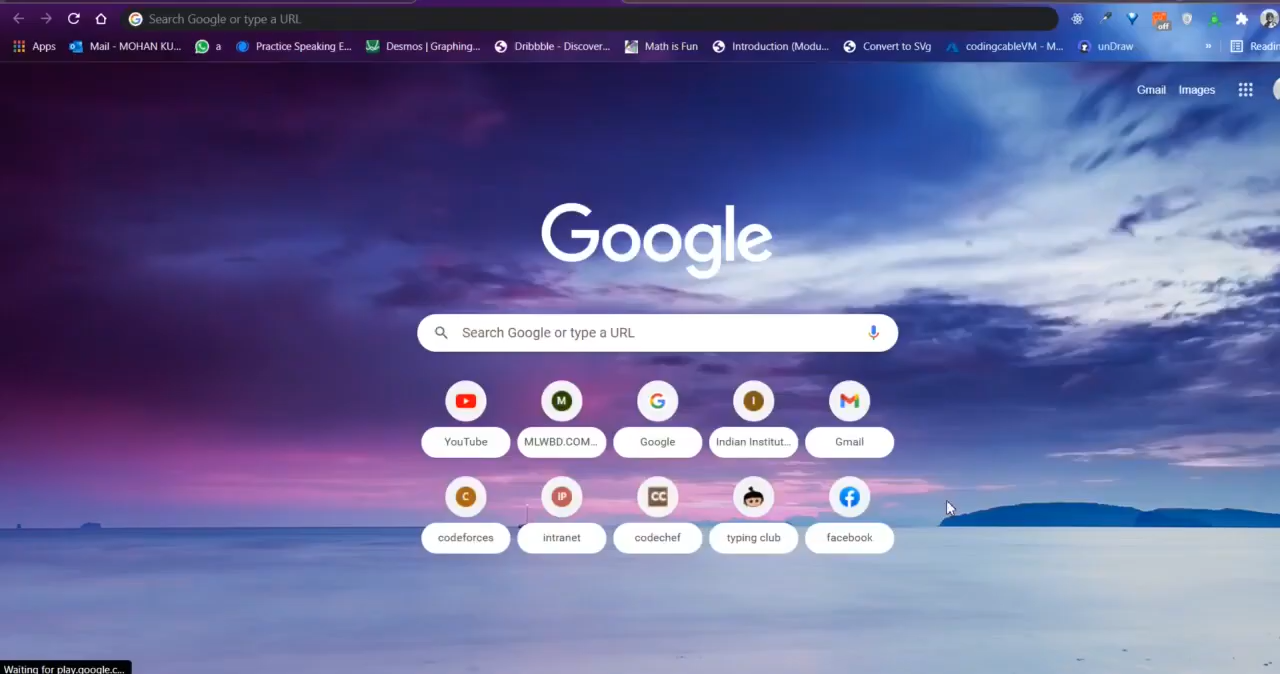 Search Google or type a URL
off
Apps
Mail - MOHAN KU...
a
Practice Speaking E...
Desmos | Graphing...
Dribbble - Discover...
Math is Fun
Introduction (Modu...
Convert to SVg
codingcableVM - M...
unDraw
»
Readin
Gmail
Images
Google
Search Google or type a URL
M
G
I
YouTube
MLWBD.COM...
Google
Indian Institut...
Gmail
C
IP
CC
codeforces
intranet
codechef
typing club
facebook
Waiting for play.google.c...